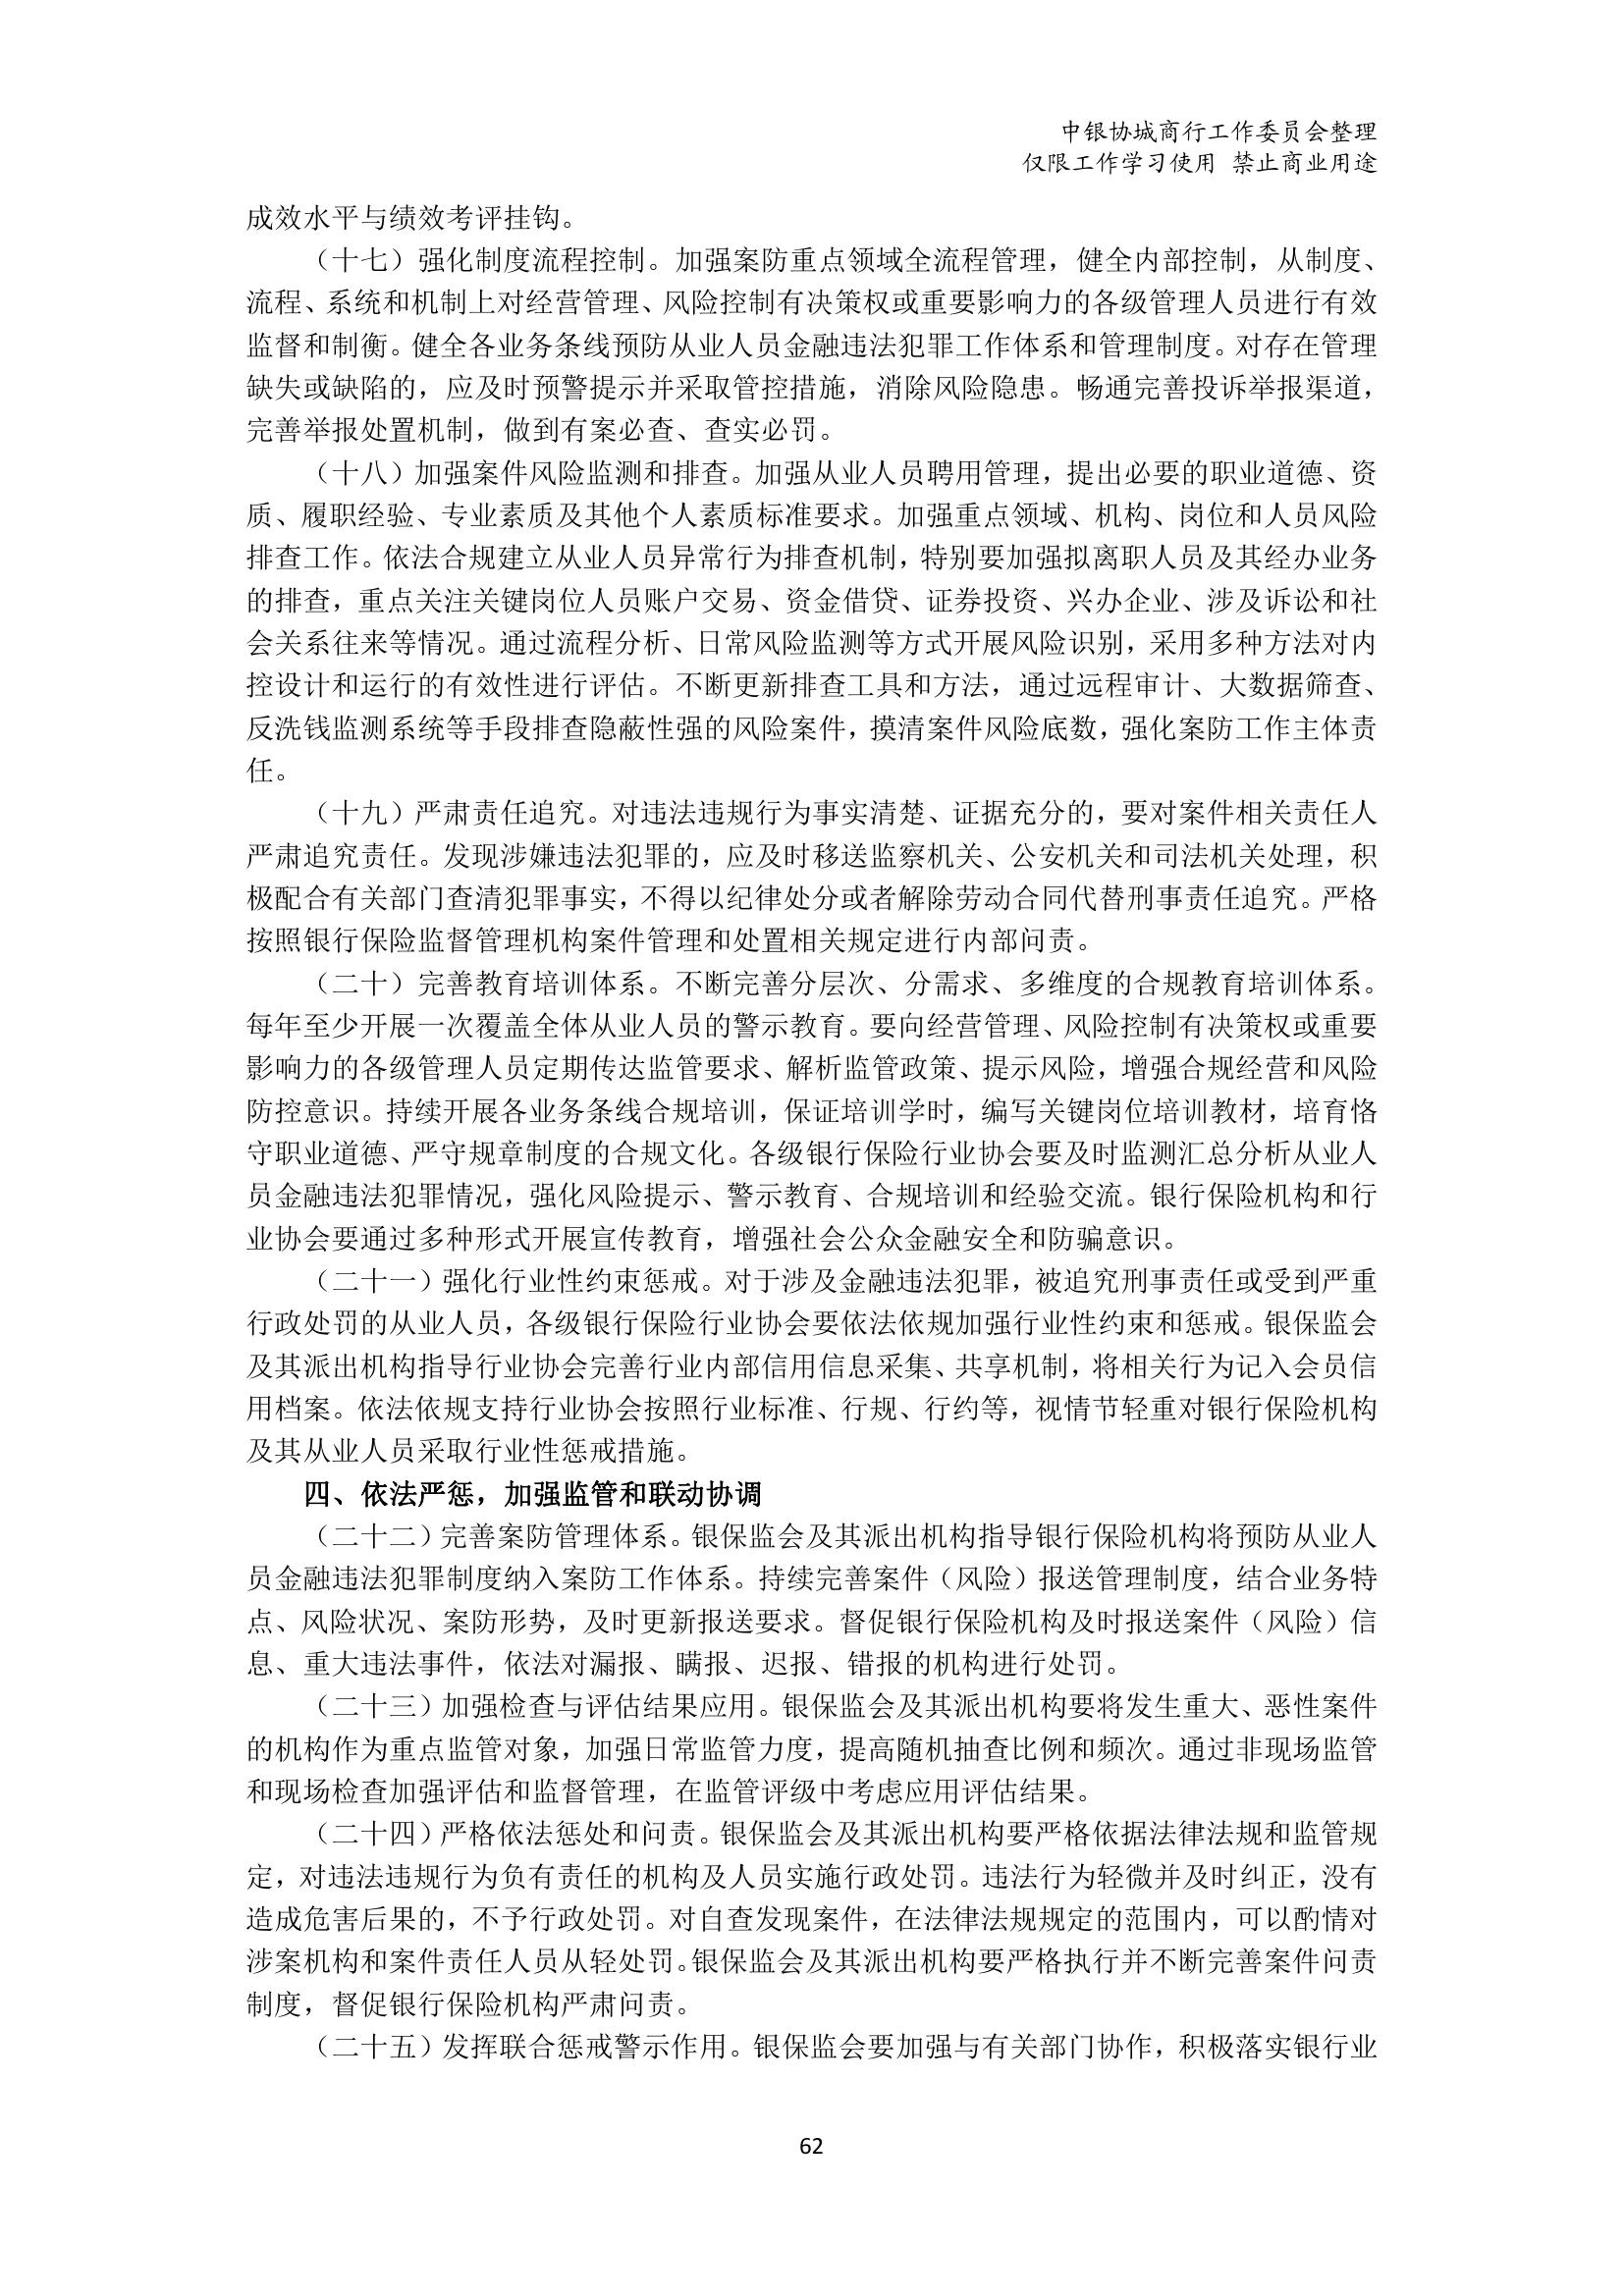 中银协城商行工作委员会整理
仅限工作学习使用 禁止商业用途
成效水平与绩效考评挂钩。
（十七）强化制度流程控制。加强案防重点领域全流程管理，健全内部控制，从制度、
流程、系统和机制上对经营管理、风险控制有决策权或重要影响力的各级管理人员进行有效
监督和制衡。健全各业务条线预防从业人员金融违法犯罪工作体系和管理制度。对存在管理
缺失或缺陷的，应及时预警提示并采取管控措施，消除风险隐患。畅通完善投诉举报渠道，
完善举报处置机制，做到有案必查、查实必罚。
（十八）加强案件风险监测和排查。加强从业人员聘用管理，提出必要的职业道德、资
质、履职经验、专业素质及其他个人素质标准要求。加强重点领域、机构、岗位和人员风险
排查工作。依法合规建立从业人员异常行为排查机制，特别要加强拟离职人员及其经办业务
的排查，重点关注关键岗位人员账户交易、资金借贷、证券投资、兴办企业、涉及诉讼和社
会关系往来等情况。通过流程分析、日常风险监测等方式开展风险识别，采用多种方法对内
控设计和运行的有效性进行评估。不断更新排查工具和方法，通过远程审计、大数据筛查、
反洗钱监测系统等手段排查隐蔽性强的风险案件，摸清案件风险底数，强化案防工作主体责
任。
（十九）严肃责任追究。对违法违规行为事实清楚、证据充分的，要对案件相关责任人
严肃追究责任。发现涉嫌违法犯罪的，应及时移送监察机关、公安机关和司法机关处理，积
极配合有关部门查清犯罪事实，不得以纪律处分或者解除劳动合同代替刑事责任追究。严格
按照银行保险监督管理机构案件管理和处置相关规定进行内部问责。
（二十）完善教育培训体系。不断完善分层次、分需求、多维度的合规教育培训体系。
每年至少开展一次覆盖全体从业人员的警示教育。要向经营管理、风险控制有决策权或重要
影响力的各级管理人员定期传达监管要求、解析监管政策、提示风险，增强合规经营和风险
防控意识。持续开展各业务条线合规培训，保证培训学时，编写关键岗位培训教材，培育恪
守职业道德、严守规章制度的合规文化。各级银行保险行业协会要及时监测汇总分析从业人
员金融违法犯罪情况，强化风险提示、警示教育、合规培训和经验交流。银行保险机构和行
业协会要通过多种形式开展宣传教育，增强社会公众金融安全和防骗意识。
（二十一）强化行业性约束惩戒。对于涉及金融违法犯罪，被追究刑事责任或受到严重
行政处罚的从业人员，各级银行保险行业协会要依法依规加强行业性约束和惩戒。银保监会
及其派出机构指导行业协会完善行业内部信用信息采集、共享机制，将相关行为记入会员信
用档案。依法依规支持行业协会按照行业标准、行规、行约等，视情节轻重对银行保险机构
及其从业人员采取行业性惩戒措施。
四、依法严惩，加强监管和联动协调
（二十二）完善案防管理体系。银保监会及其派出机构指导银行保险机构将预防从业人
员金融违法犯罪制度纳入案防工作体系。持续完善案件（风险）报送管理制度，结合业务特
点、风险状况、案防形势，及时更新报送要求。督促银行保险机构及时报送案件（风险）信
息、重大违法事件，依法对漏报、瞒报、迟报、错报的机构进行处罚。
（二十三）加强检查与评估结果应用。银保监会及其派出机构要将发生重大、恶性案件
的机构作为重点监管对象，加强日常监管力度，提高随机抽查比例和频次。通过非现场监管
和现场检查加强评估和监督管理，在监管评级中考虑应用评估结果。
（二十四）严格依法惩处和问责。银保监会及其派出机构要严格依据法律法规和监管规
定，对违法违规行为负有责任的机构及人员实施行政处罚。违法行为轻微并及时纠正，没有
造成危害后果的，不予行政处罚。对自查发现案件，在法律法规规定的范围内，可以酌情对
涉案机构和案件责任人员从轻处罚。银保监会及其派出机构要严格执行并不断完善案件问责
制度，督促银行保险机构严肃问责。
（二十五）发挥联合惩戒警示作用。银保监会要加强与有关部门协作，积极落实银行业
62